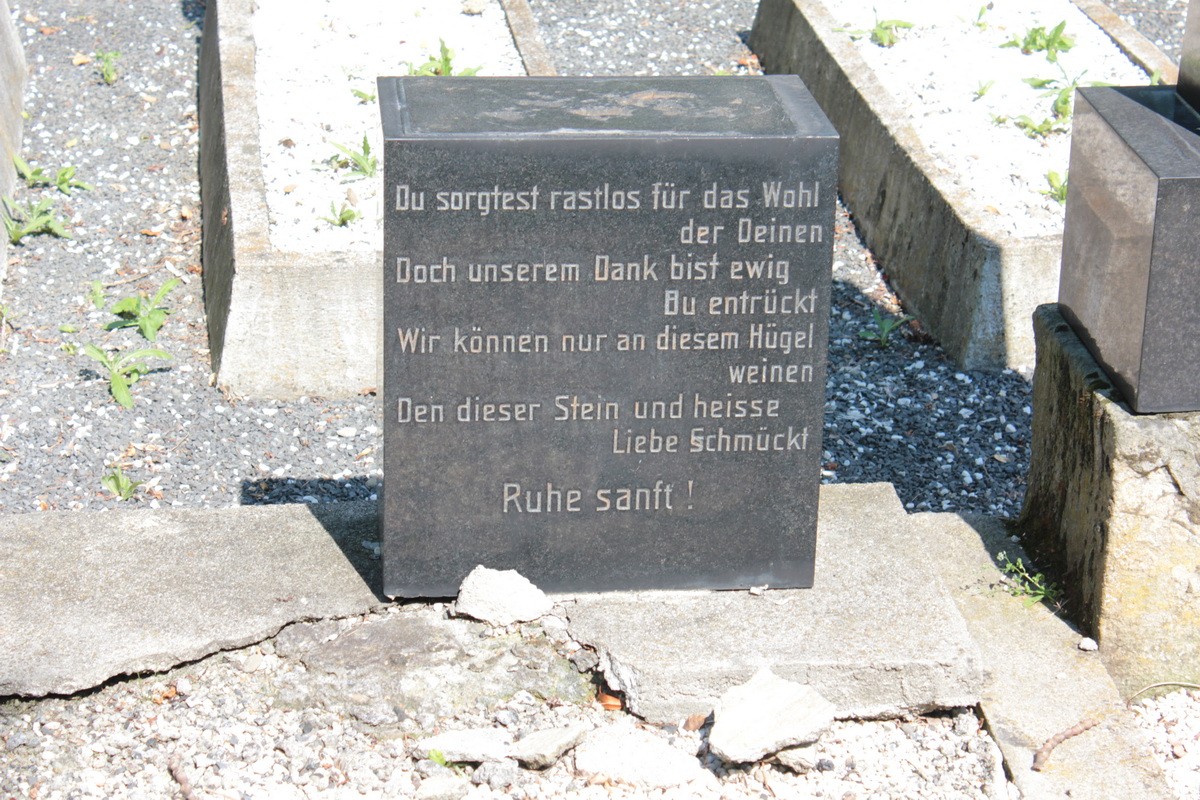 Du sorgtest rastlos für das Wohl
der Deinen
Doch unserem Dank bist ewig
Bu entrückt
Wir können nur an diesem Hügel
weinen
Den dieser Stein und heisse
Liebe Schmückt
Ruhe sanft !